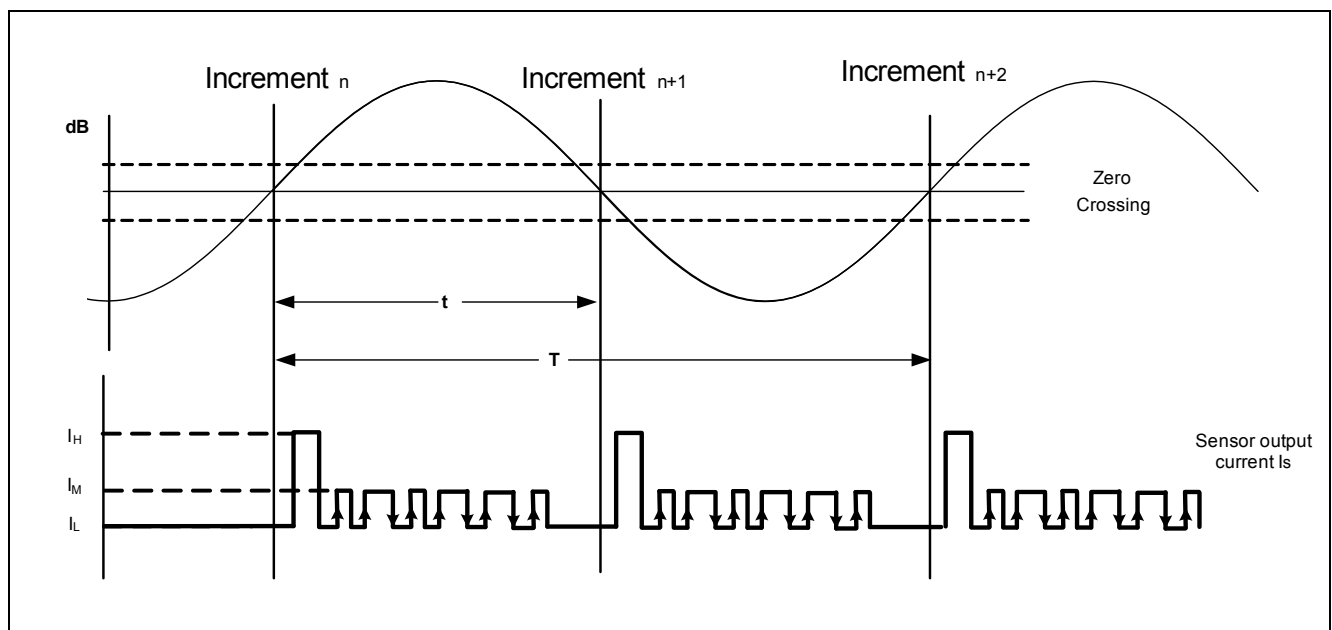 Increment n
Increment n+1
Increment n+2
dB
Zero
Crossing
t
T
IH
IM
IL
Sensor output
current Is